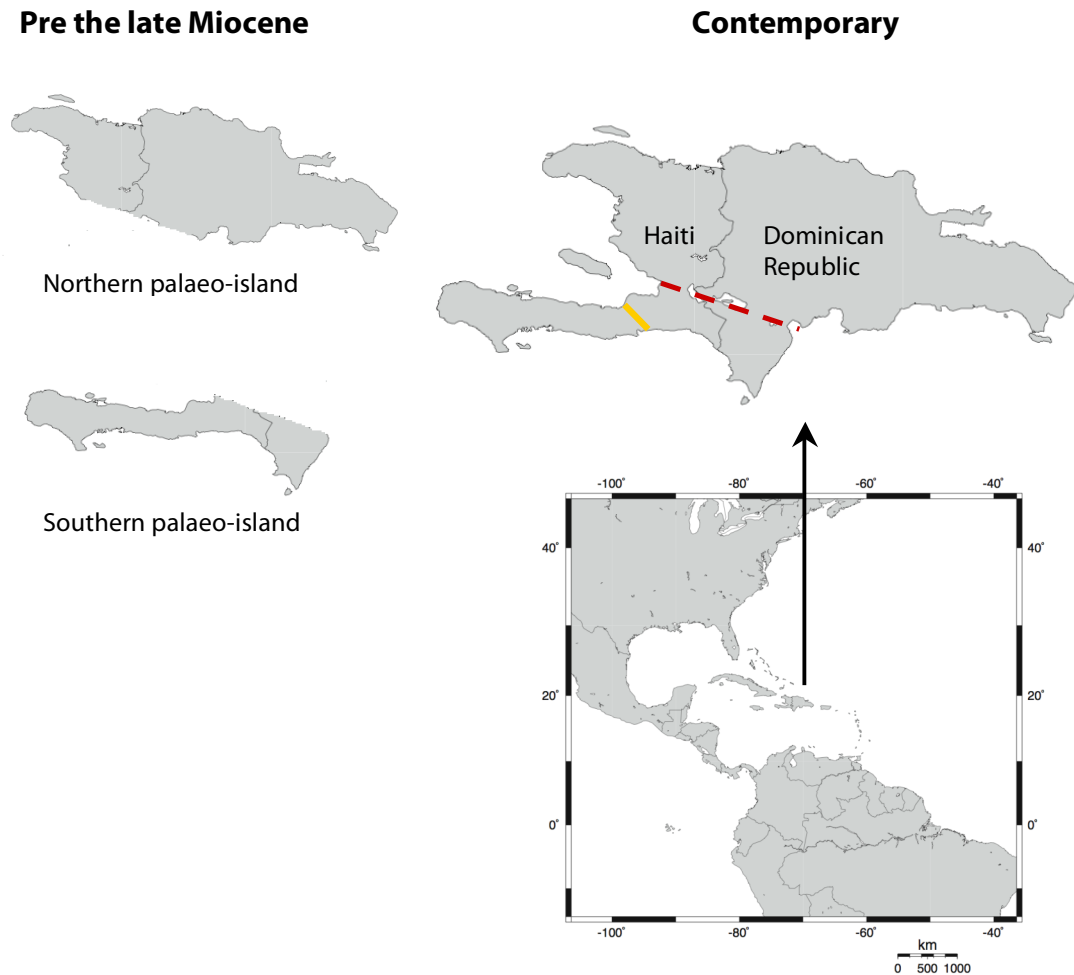 Pre the late Miocene
Contemporary
Northern palaeo-island
Haiti
Dominican
Republic
Southern palaeo-island
-100°
-80°
-60°
-40°
40°
40°
20°
20°
0°
0°
-100°
-80°
-60°
-40°
km
0 500 1000